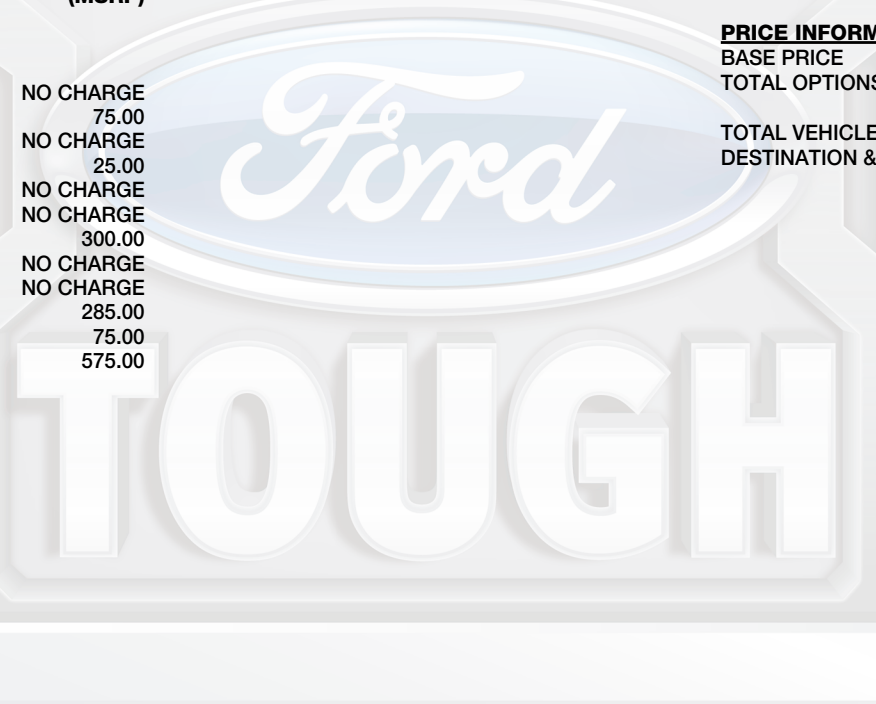 (MSRP)
NO CHARGE
75.00
NO CHARGE
25.00
NO CHARGE
NO CHARGE
300.00
NO CHARGE
NO CHARGE
285.00
75.00
575.00
PRICE INFORM
BASE PRICE
TOTAL OPTIONS
TOTAL VEHICLE
DESTINATION &
Ford
TOUGH